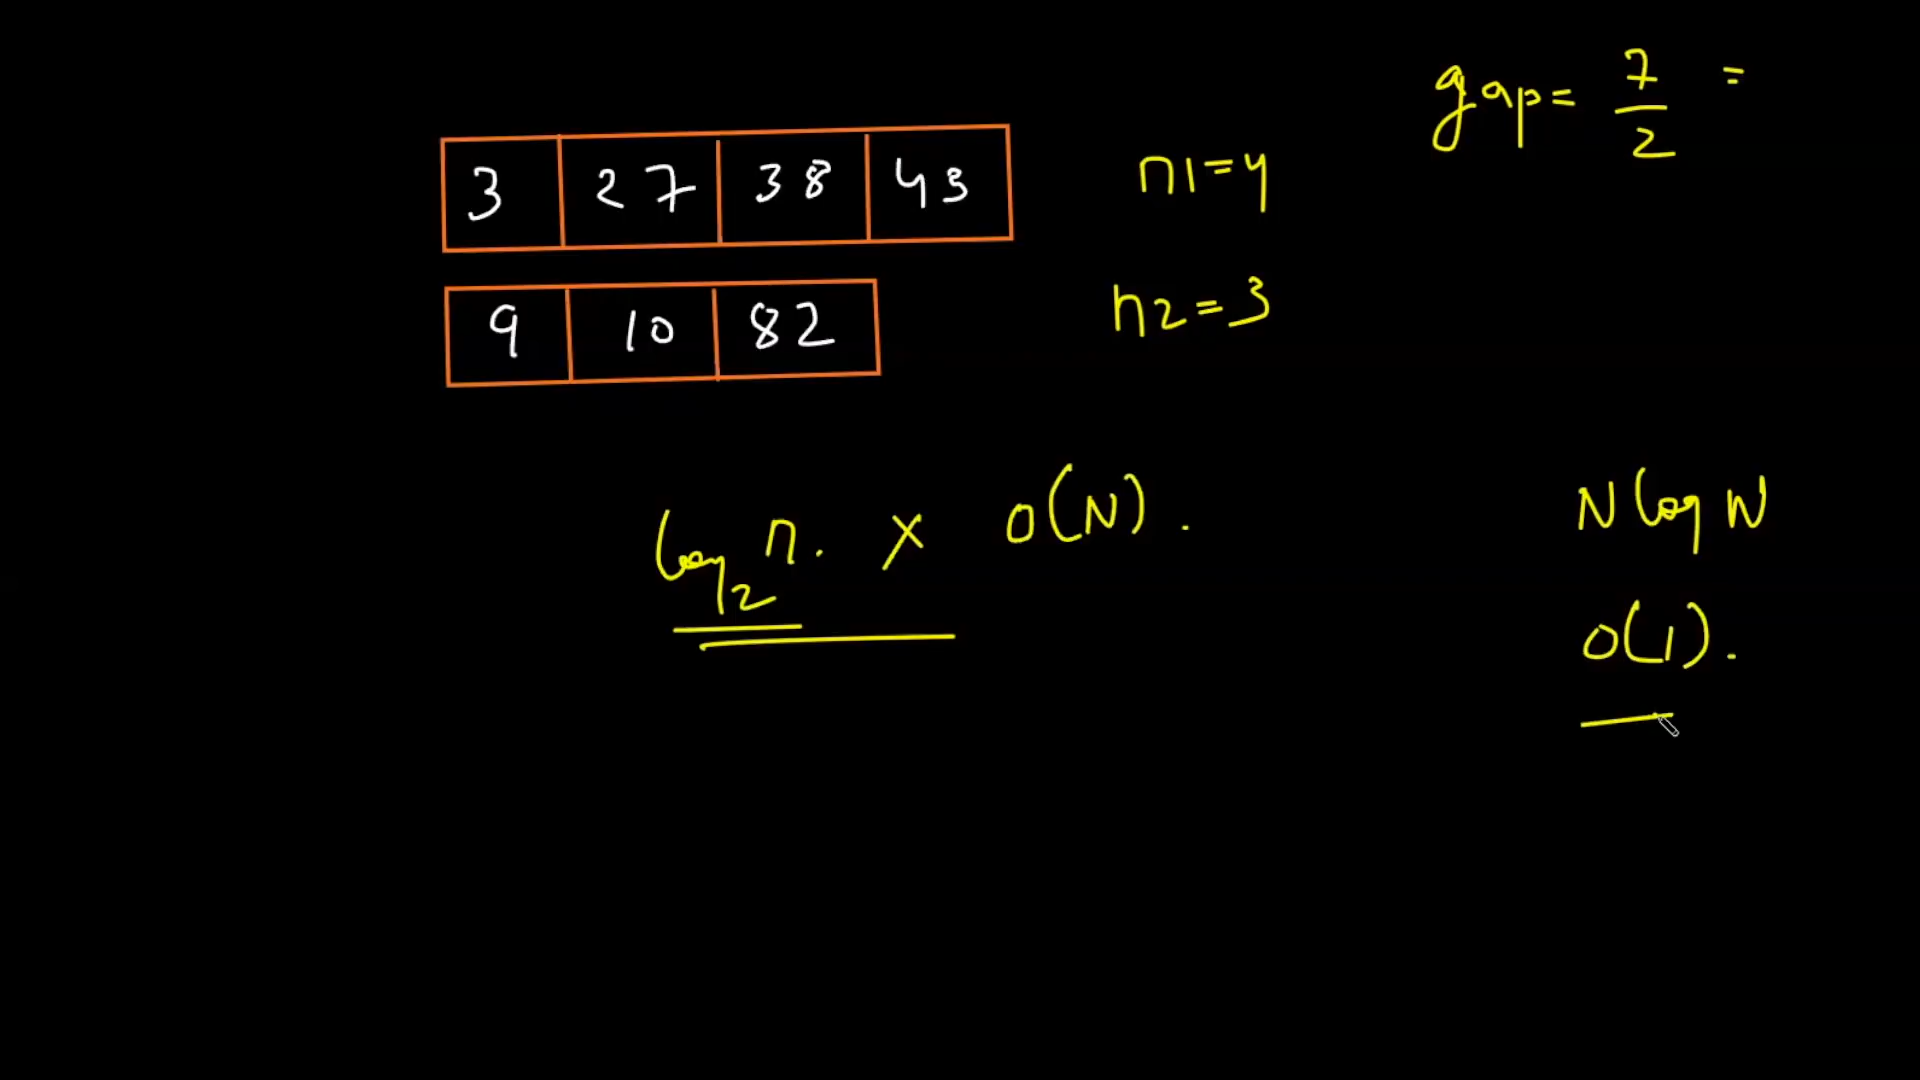 gap = 7/2 =
3 27 38 43 n1=4
9 10 82 n2=3
log₂ n. X O(N).
N log N
O(1).